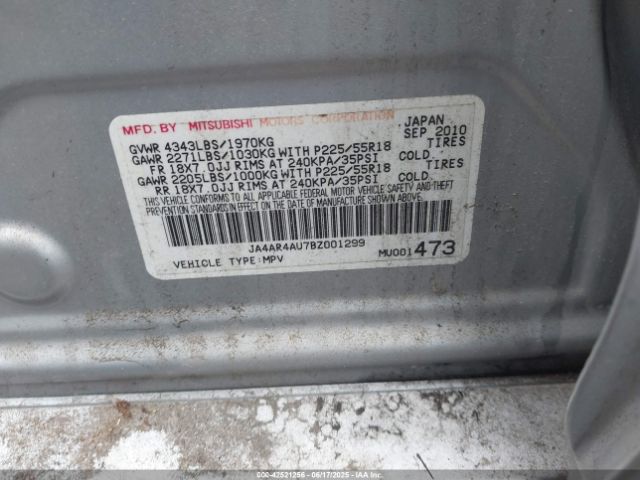 MFD. BY MITSUBISHI MOTORS CORPORATION JAPAN
SEP 2010
GVWR 4343LBS/1970KG
GAWR 2271LBS/1030KG WITH P225/55R18 TIRES
FR 18X7.0JJ RIMS AT 240KPA/35PSI COLD.
GAWR 2205LBS/1000KG WITH P225/55R18 TIRES
RR 18X7.0JJ RIMS AT 240KPA/35PSI COLD.
THIS VEHICLE CONFORMS TO ALL APPLICABLE FEDERAL MOTOR VEHICLE SAFETY AND THEFT
PREVENTION STANDARDS IN EFFECT ON THE DATE OF MANUFACTURE SHOWN ABOVE.
JA4AR4AU7BZ001299
VEHICLE TYPE:MPV MU001473
000-42521256 - 06/17/2025 - IAAI.COM